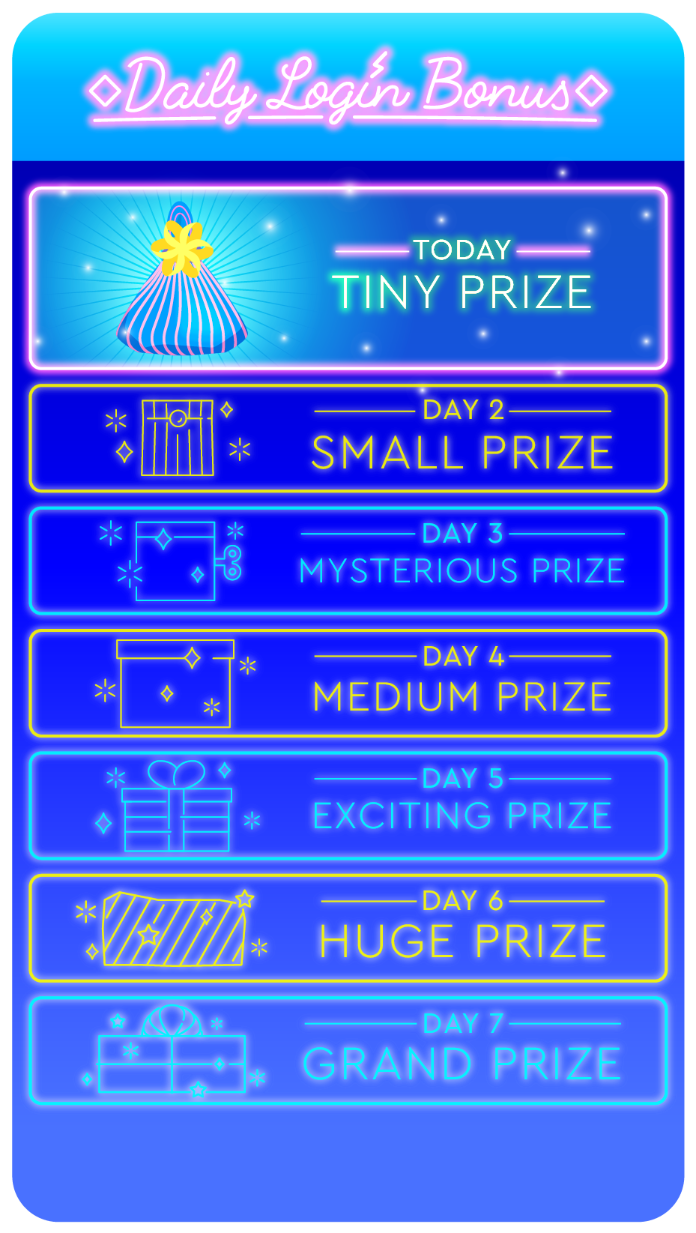 Daily Login Bonus
TODAY
TINY PRIZE
DAY 2
SMALL PRIZE
DAY 3
MYSTERIOUS PRIZE
DAY 4
MEDIUM PRIZE
DAY 5
EXCITING PRIZE
DAY 6
HUGE PRIZE
DAY 7
GRAND PRIZE